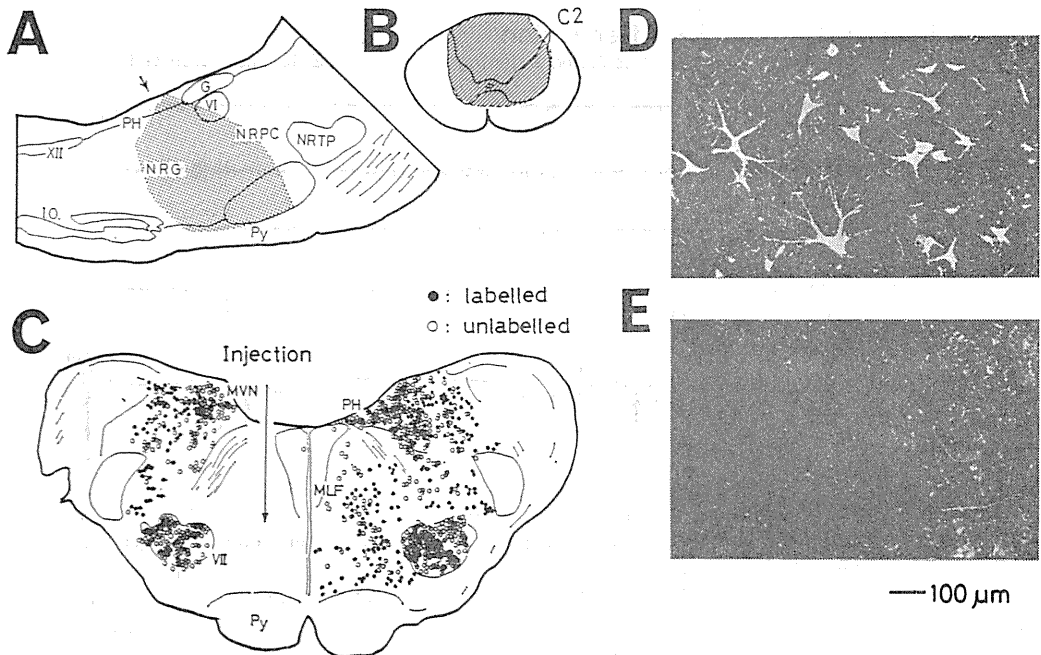 A
G
VI
PH
NRPC
NRTP
XII
NRG
IO.
Py
B
C2
C
● : labelled
○ : unlabelled
Injection
MVN
PH
MLF
VII
Py
D
E
100 μm